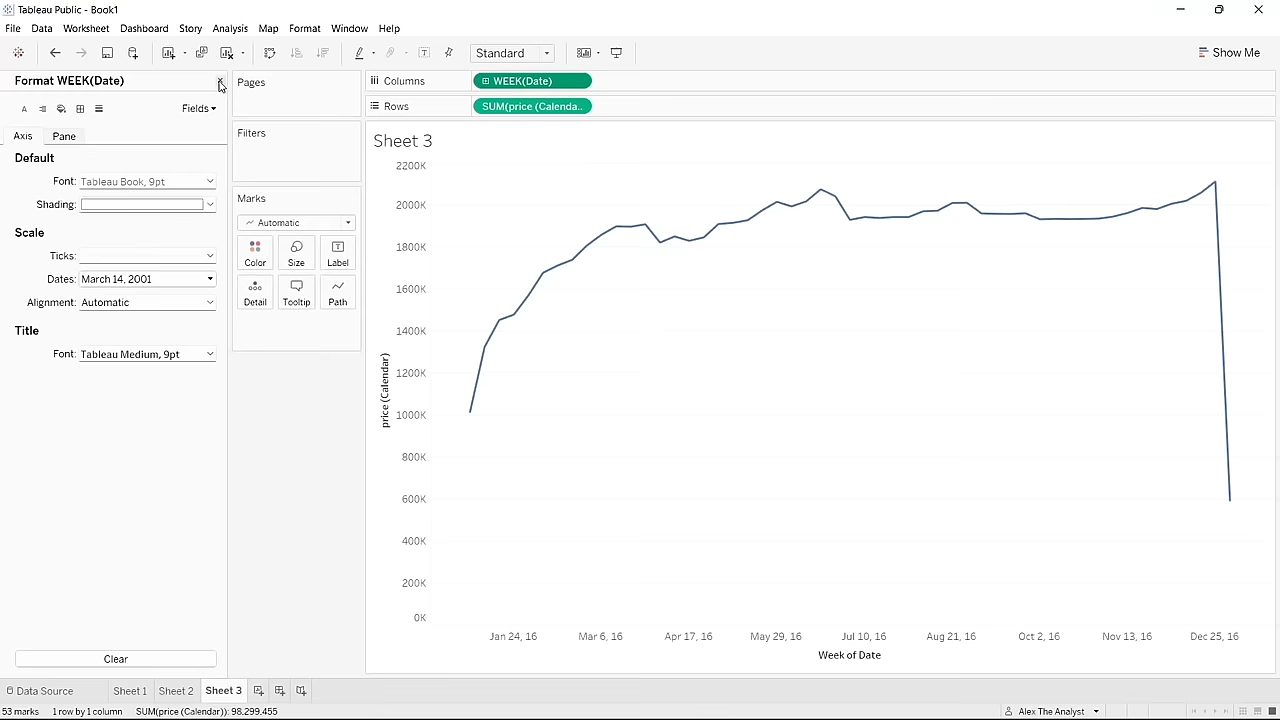 Tableau Public - Book1
File Data Worksheet Dashboard Story Analysis Map Format Window Help
Standard
Show Me
Format WEEK(Date)
Fields
Axis Pane
Default
Font: Tableau Book, 9pt
Shading:
Scale
Ticks:
Dates: March 14, 2001
Alignment: Automatic
Title
Font: Tableau Medium, 9pt
Clear
Pages
Filters
Marks
Automatic
Color Size Label
Detail Tooltip Path
Columns WEEK(Date)
Rows SUM(price (Calenda..
Sheet 3
2200K
2000K
1800K
1600K
1400K
1200K
1000K
800K
600K
400K
200K
0K
price (Calendar)
Jan 24, 16 Mar 6, 16 Apr 17, 16 May 29, 16 Jul 10, 16 Aug 21, 16 Oct 2, 16 Nov 13, 16 Dec 25, 16
Week of Date
Data Source Sheet 1 Sheet 2 Sheet 3
53 marks 1 row by 1 column SUM(price (Calendar)): 98,299,455
Alex The Analyst